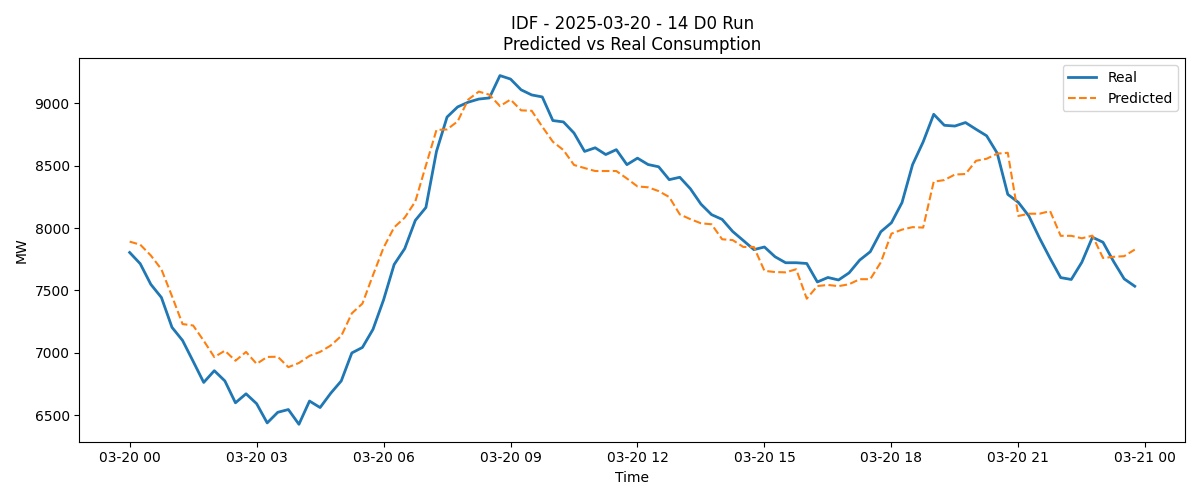 IDF - 2025-03-20 - 14 D0 Run
Predicted vs Real Consumption
Real
Predicted
MW
9000
8500
8000
7500
7000
6500
03-20 00 03-20 03 03-20 06 03-20 09 03-20 12 03-20 15 03-20 18 03-20 21 03-21 00
Time